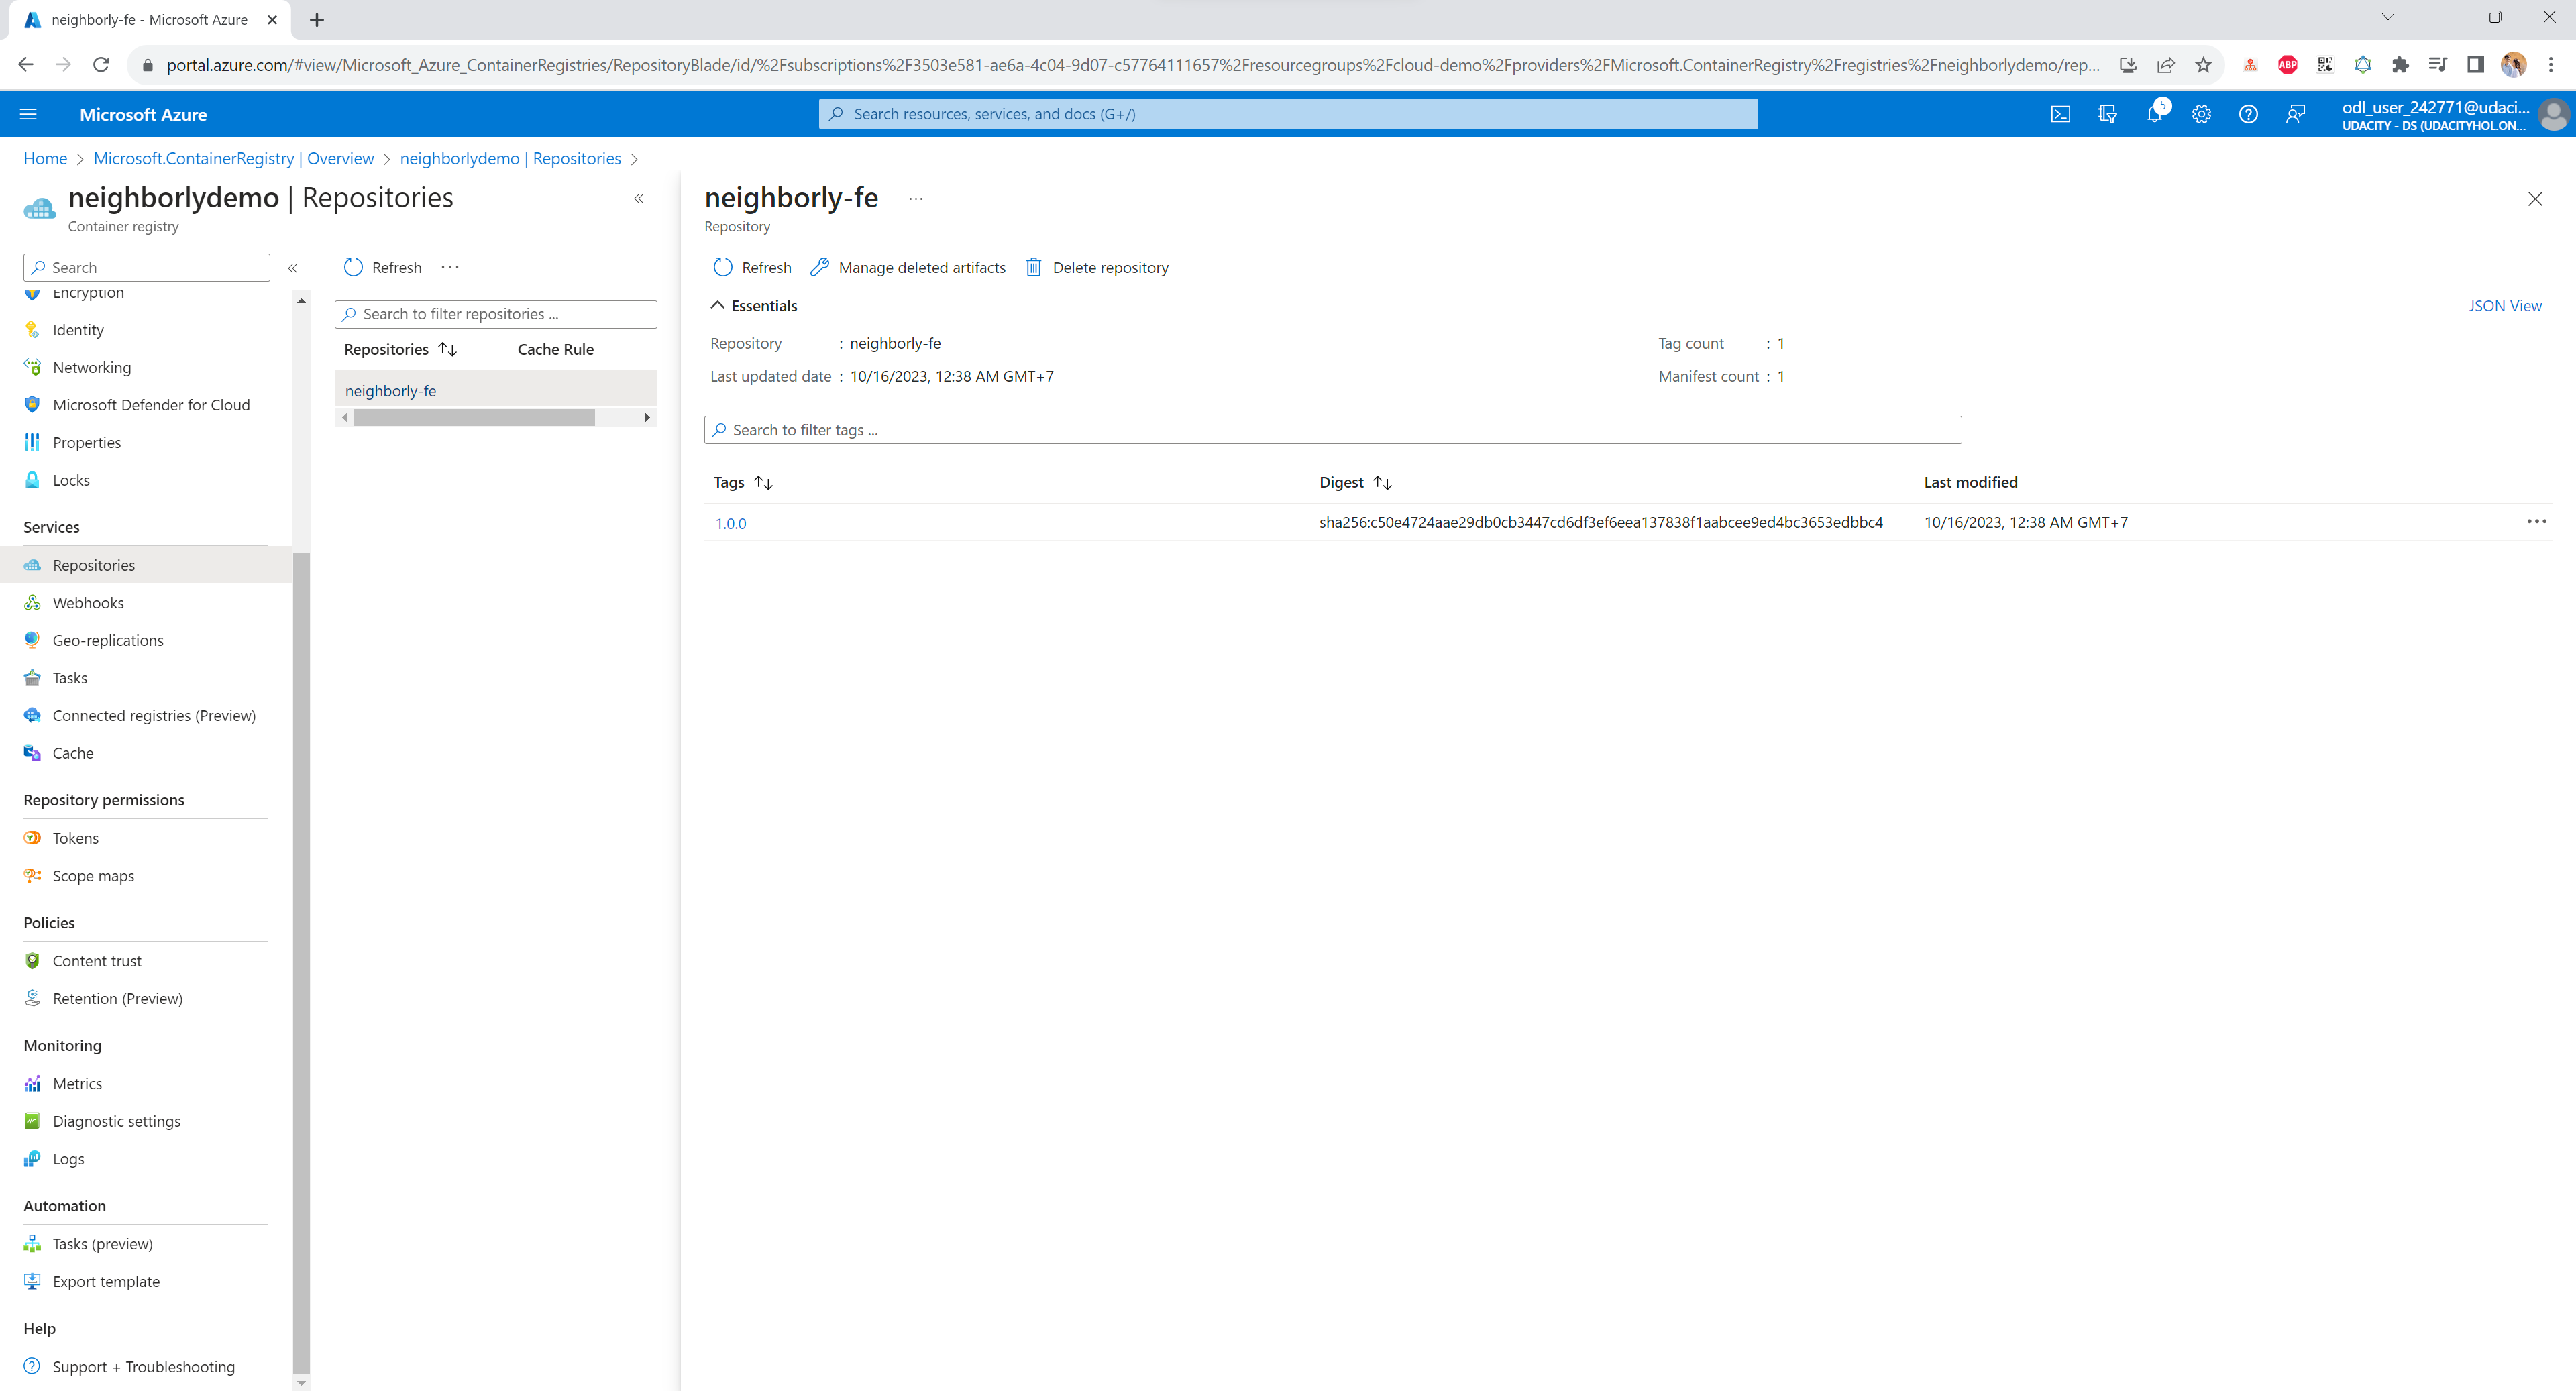 neighborly-fe - Microsoft Azure
portal.azure.com/#view/Microsoft_Azure_ContainerRegistries/RepositoryBlade/id/%2Fsubscriptions%2F3503e581-ae6a-4c04-9d07-c57764111657%2Fresourcegroups%2Fcloud-demo%2Fproviders%2FMicrosoft.ContainerRegistry%2Fregistries%2Fneighborlydemo/rep...
ABP
Microsoft Azure
Search resources, services, and docs (G+/)
5
odl_user_242771@udaci...
UDACITY - DS (UDACITYHOL.ON...
Home > Microsoft.ContainerRegistry | Overview > neighborlydemo | Repositories >
neighborlydemo | Repositories
Container registry
Search
Encryption
Identity
Networking
Microsoft Defender for Cloud
Properties
Locks
Services
Repositories
Webhooks
Geo-replications
Tasks
Connected registries (Preview)
Cache
Repository permissions
Tokens
Scope maps
Policies
Content trust
Retention (Preview)
Monitoring
Metrics
Diagnostic settings
Logs
Automation
Tasks (preview)
Export template
Help
Support + Troubleshooting
Refresh
Search to filter repositories ...
Repositories Cache Rule
neighborly-fe
neighborly-fe
Repository
Refresh Manage deleted artifacts Delete repository
Essentials
JSON View
Repository : neighborly-fe
Tag count : 1
Last updated date : 10/16/2023, 12:38 AM GMT+7
Manifest count : 1
Search to filter tags ...
Tags Digest Last modified
1.0.0 sha256:c50e4724aae29db0cb3447cd6df3ef6eea137838f1aabcee9ed4bc3653edbbc4 10/16/2023, 12:38 AM GMT+7